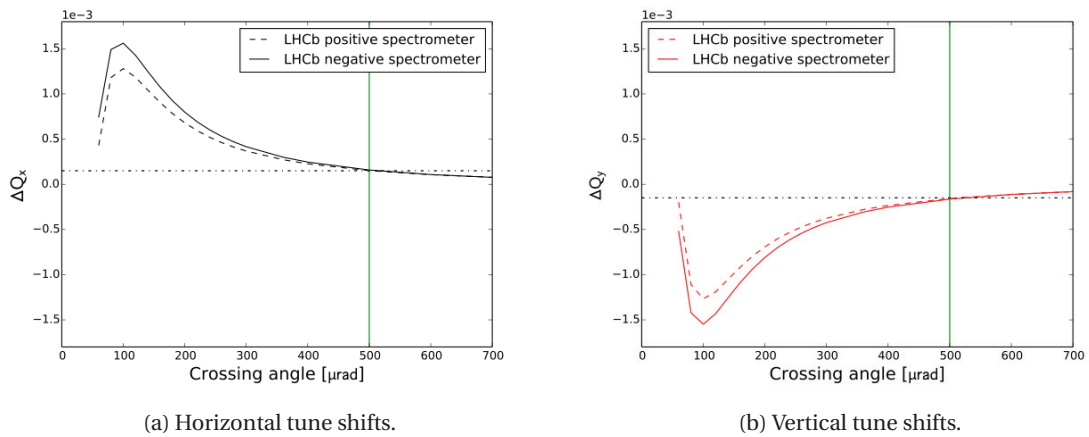 1e−3
1.5
1.0
0.5
0.0
−0.5
−1.0
−1.5
ΔQx
0 100 200 300 400 500 600 700
Crossing angle [μrad]
LHCb positive spectrometer
LHCb negative spectrometer
(a) Horizontal tune shifts.
1e−3
1.5
1.0
0.5
0.0
−0.5
−1.0
−1.5
ΔQy
0 100 200 300 400 500 600 700
Crossing angle [μrad]
LHCb positive spectrometer
LHCb negative spectrometer
(b) Vertical tune shifts.